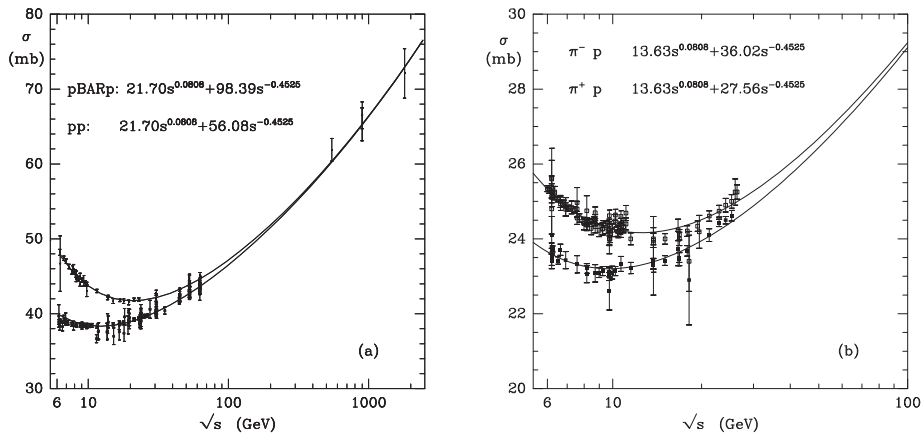 σ
(mb)
80
70
60
50
40
30
pBARp: 21.70s^0.0808+98.39s^-0.4525
pp: 21.70s^0.0808+56.08s^-0.4525
(a)
6 10 100 1000
√s (GeV)
σ
(mb)
30
29
28
26
25
24
22
21
20
π⁻ p 13.63s^0.0808+36.02s^-0.4525
π⁺ p 13.63s^0.0808+27.56s^-0.4525
(b)
6 10 100
√s (GeV)